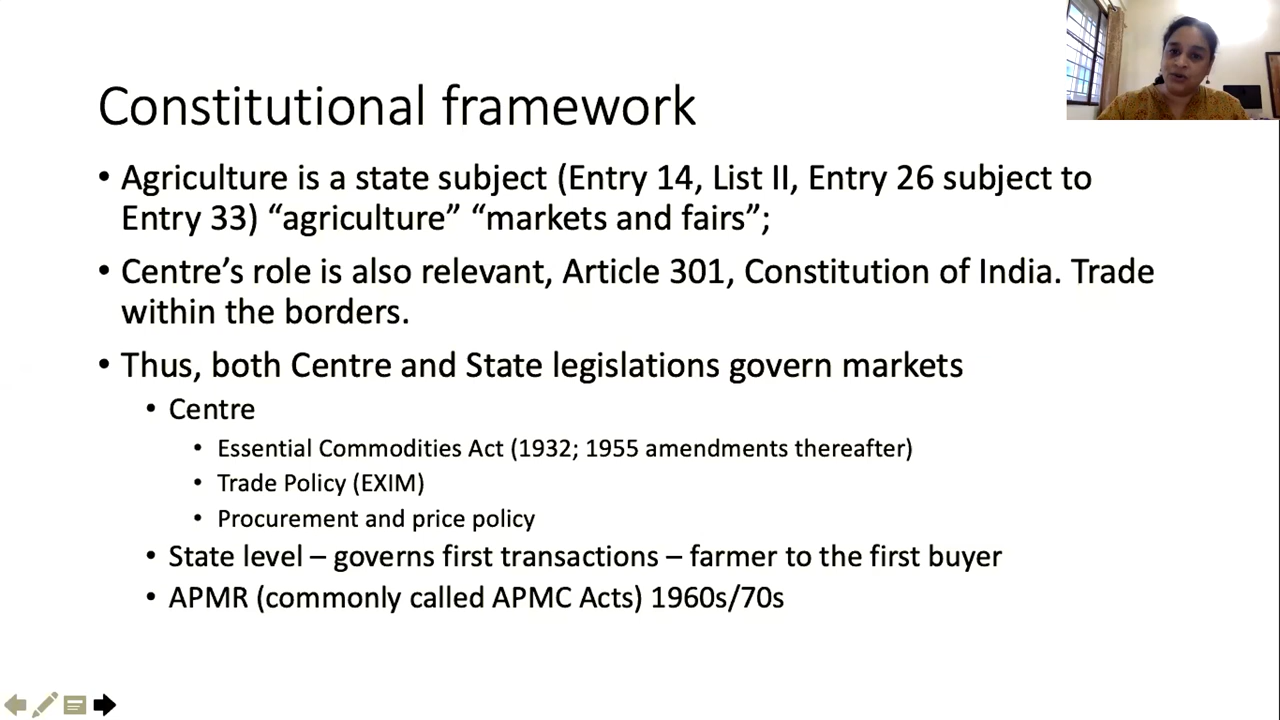 Constitutional framework
• Agriculture is a state subject (Entry 14, List II, Entry 26 subject to
Entry 33) “agriculture” “markets and fairs”;
• Centre’s role is also relevant, Article 301, Constitution of India. Trade
within the borders.
• Thus, both Centre and State legislations govern markets
• Centre
• Essential Commodities Act (1932; 1955 amendments thereafter)
• Trade Policy (EXIM)
• Procurement and price policy
• State level – governs first transactions – farmer to the first buyer
• APMR (commonly called APMC Acts) 1960s/70s